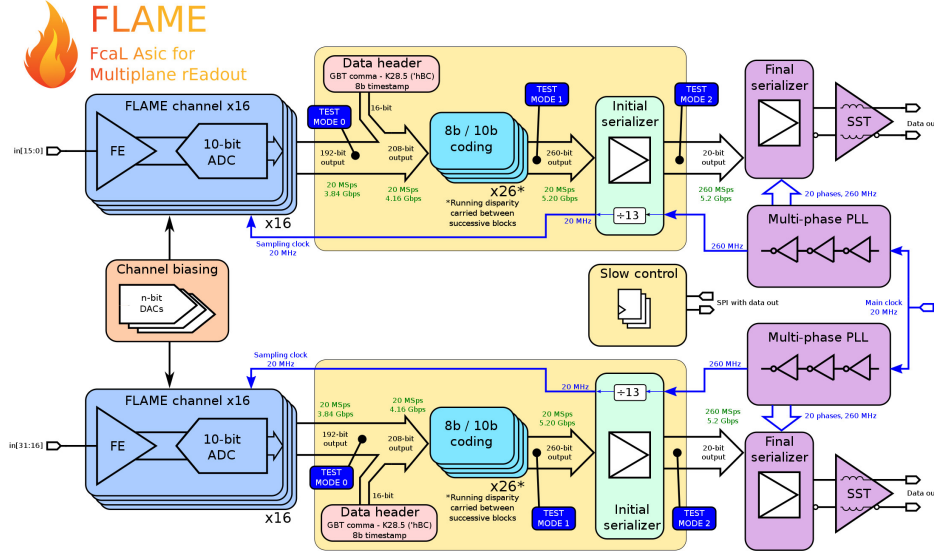 FLAME
FcaL Asic for
Multiplane rEadout
FLAME channel x16
FE
10-bit
ADC
in[15:0]
x16
Data header
GBT comma - K28.5 ('hBC)
8b timestamp
16-bit
TEST
MODE 0
192-bit
output
208-bit
output
20 MSps
3.84 Gbps
20 MSps
4.16 Gbps
8b / 10b
coding
x26*
*Running disparity
carried between
successive blocks
TEST
MODE 1
260-bit
output
20 MSps
5.20 Gbps
Initial
serializer
÷13
20 MHz
TEST
MODE 2
20-bit
output
260 MSps
5.2 Gbps
Final
serializer
SST
Data ou
20 phases, 260 MHz
Multi-phase PLL
260 MHz
Sampling clock
20 MHz
Channel biasing
n-bit
DACs
Slow control
SPI with data out
Main clock
20 MHz
Multi-phase PLL
260 MHz
20 phases, 260 MHz
Sampling clock
20 MHz
FLAME channel x16
FE
10-bit
ADC
in[31:16]
x16
20 MSps
3.84 Gbps
20 MSps
4.16 Gbps
192-bit
output
208-bit
output
TEST
MODE 0
16-bit
Data header
GBT comma - K28.5 ('hBC)
8b timestamp
8b / 10b
coding
x26*
*Running disparity
carried between
successive blocks
20 MSps
5.20 Gbps
260-bit
output
TEST
MODE 1
20 MHz
÷13
Initial
serializer
260 MSps
5.2 Gbps
20-bit
output
TEST
MODE 2
Final
serializer
SST
Data ou